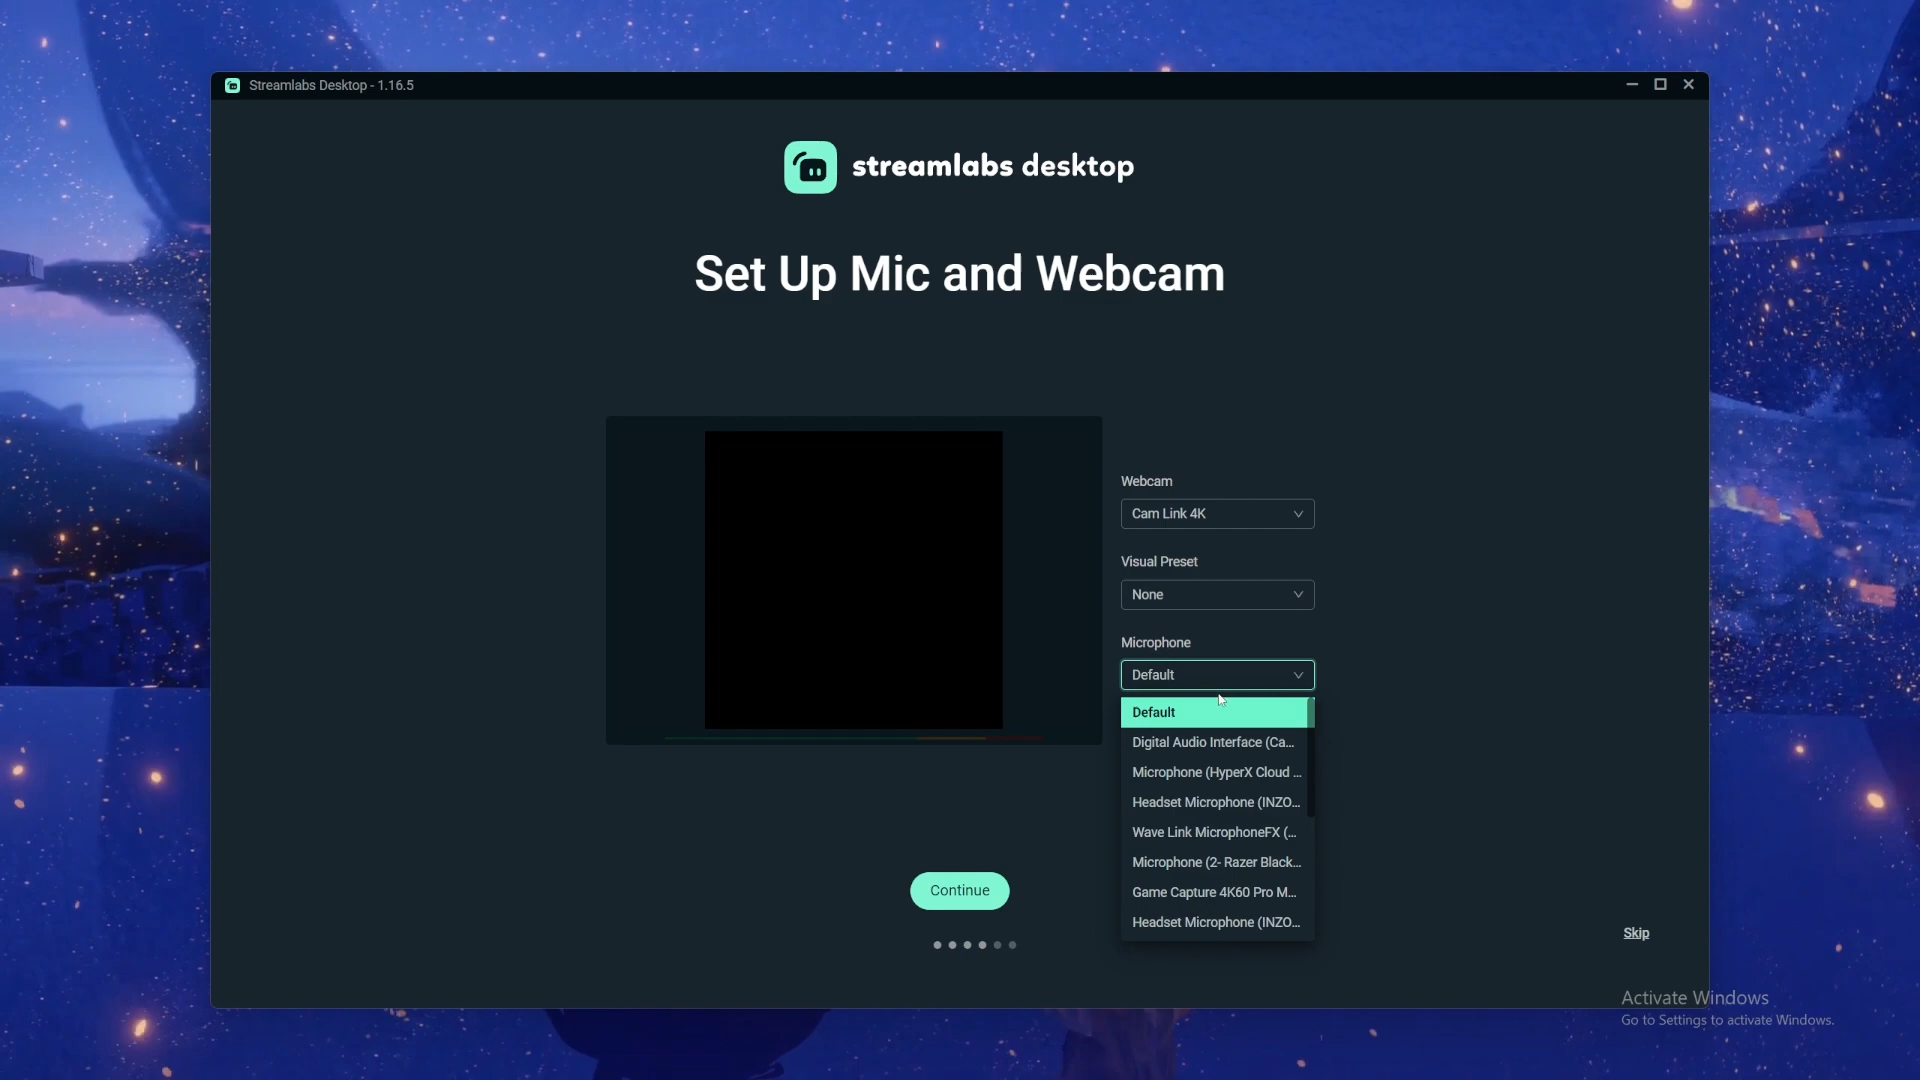 Streamlabs Desktop - 1.16.5
streamlabs desktop
Set Up Mic and Webcam
Webcam
Cam Link 4K
Visual Preset
None
Microphone
Default
Default
Digital Audio Interface (Ca...
Microphone (HyperX Cloud ...
Headset Microphone (INZO...
Wave Link MicrophoneFX (...
Microphone (2- Razer Black...
Game Capture 4K60 Pro M...
Headset Microphone (INZO...
Continue
Skip
Activate Windows
Go to Settings to activate Windows.